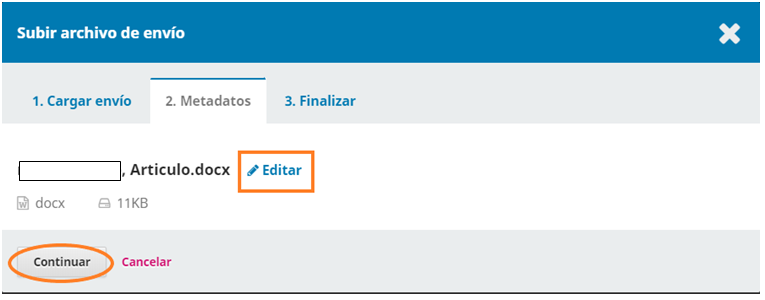 Subir archivo de envío
1. Cargar envío 2. Metadatos 3. Finalizar
, Articulo.docx Editar
docx 11KB
Continuar Cancelar